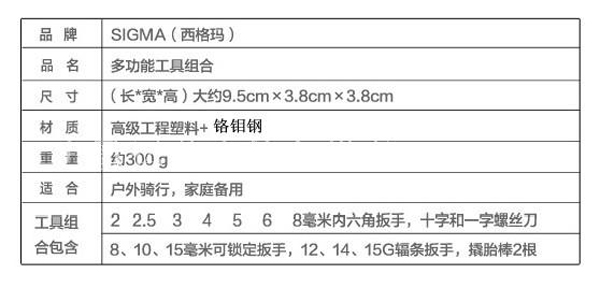 品 牌 SIGMA（西格玛）
品 名 多功能工具组合
尺 寸 （长*宽*高）大约9.5cm×3.8cm×3.8cm
材 质 高级工程塑料+ 铬钼钢
重 量 约300 g
适 合 户外骑行，家庭备用
工具组合包含 2 2.5 3 4 5 6 8毫米内六角扳手，十字和一字螺丝刀
8、10、15毫米可锁定扳手，12、14、15G辐条扳手，撬胎棒2根